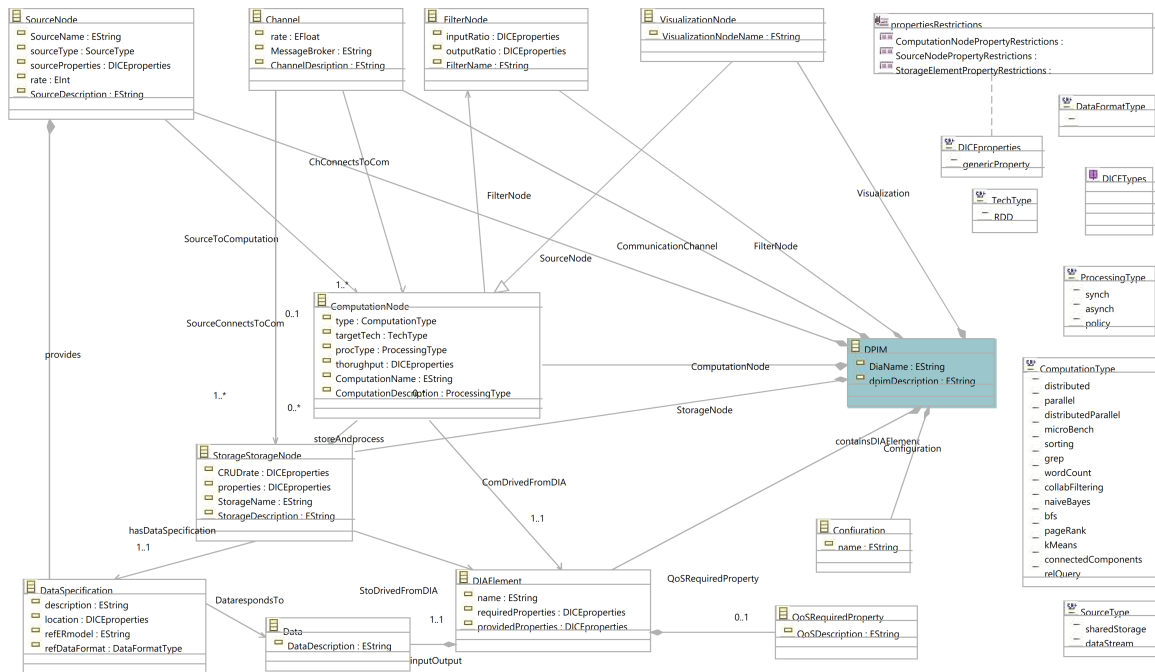 SourceNode
SourceName : EString
sourceType : SourceType
sourceProperties : DICEproperties
rate : EInt
SourceDescription : EString
Channel
rate : EFloat
MessageBroker : EString
ChannelDesription : EString
FilterNode
inputRatio : DICEproperties
outputRatio : DICEproperties
FilterName : EString
VisualizationNode
VisualizationNodeName : EString
propertiesRestrictions
ComputationNodePropertyRestrictions :
SourceNodePropertyRestrictions :
StorageElementPropertyRestrictions :
DataFormatType
DICEproperties
genericProperty
DICETypes
TechType
RDD
ChConnectsToCom
FilterNode
Visualization
SourceToComputation
CommunicationChannel
FilterNode
SourceNode
ProcessingType
synch
asynch
policy
1..*
0..1
SourceConnectsToCom
provides
ComputationNode
type : ComputationType
targetTech : TechType
procType : ProcessingType
thorughput : DICEproperties
ComputationName : EString
ComputationDescription : ProcessingType
0..*
DPIM
DiaName : EString
dpimDescription : EString
ComputationNode
StorageNode
ComputationType
distributed
parallel
distributedParallel
microBench
sorting
grep
wordCount
collabFiltering
naiveBayes
bfs
pageRank
kMeans
connectedComponents
relQuery
1..*
0..*
storeAndprocess
containsDIAElement
Configuration
StorageStorageNode
CRUDrate : DICEproperties
properties : DICEproperties
StorageName : EString
StorageDescription : EString
ComDrivedFromDIA
1..1
hasDataSpecification
1..1
Confiuration
name : EString
DataSpecification
description : EString
location : DICEproperties
refERmodel : EString
refDataFormat : DataFormatType
DatarespondsTo
StoDrivedFromDIA
1..1
DIAElement
name : EString
requiredProperties : DICEproperties
providedProperties : DICEproperties
QoSRequiredProperty
0..1
QoSRequiredProperty
QoSDescription : EString
Data
DataDescription : EString
inputOutput
SourceType
sharedStorage
dataStream